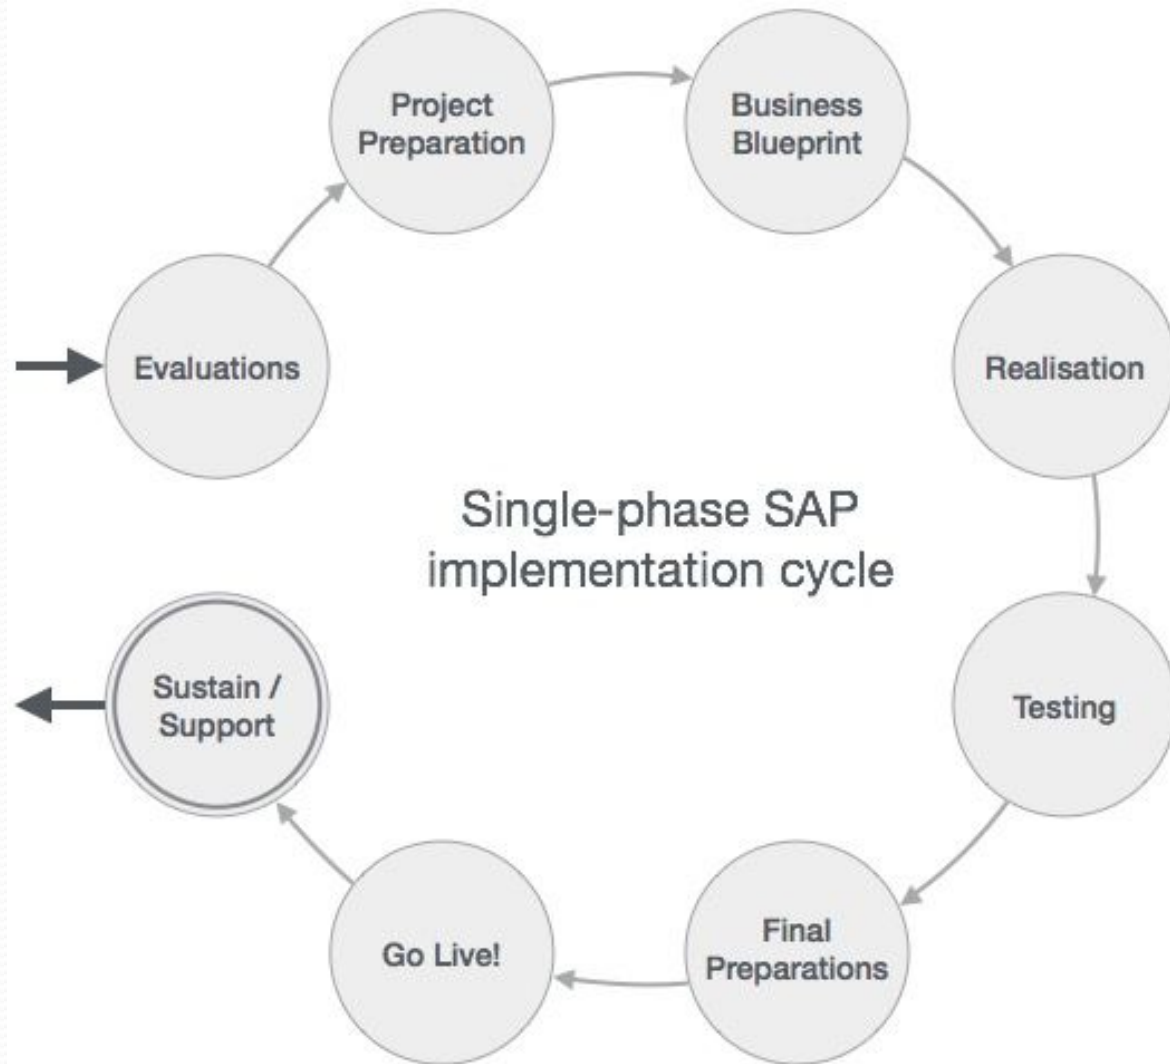 Project
Preparation
Business
Blueprint
Evaluations
Realisation
Single-phase SAP
implementation cycle
Sustain /
Support
Testing
Go Live!
Final
Preparations